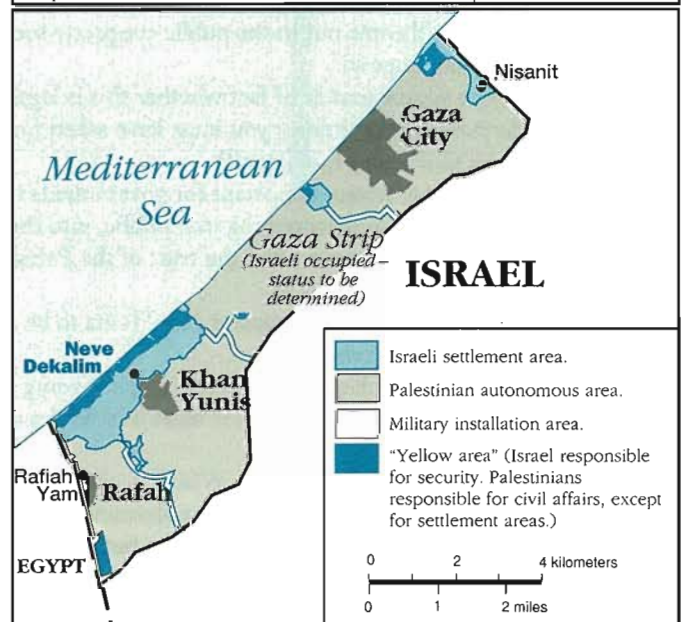 Nisanit
Gaza
City
Mediterranean
Sea
Gaza Strip
(Israeli occupied–
status to be
determined)
ISRAEL
Neve
Dekalim
Khan
Yunis
Rafiah
Yam
Rafah
EGYPT
Israeli settlement area.
Palestinian autonomous area.
Military installation area.
“Yellow area” (Israel responsible
for security. Palestinians
responsible for civil affairs, except
for settlement areas.)
0 2 4 kilometers
0 1 2 miles